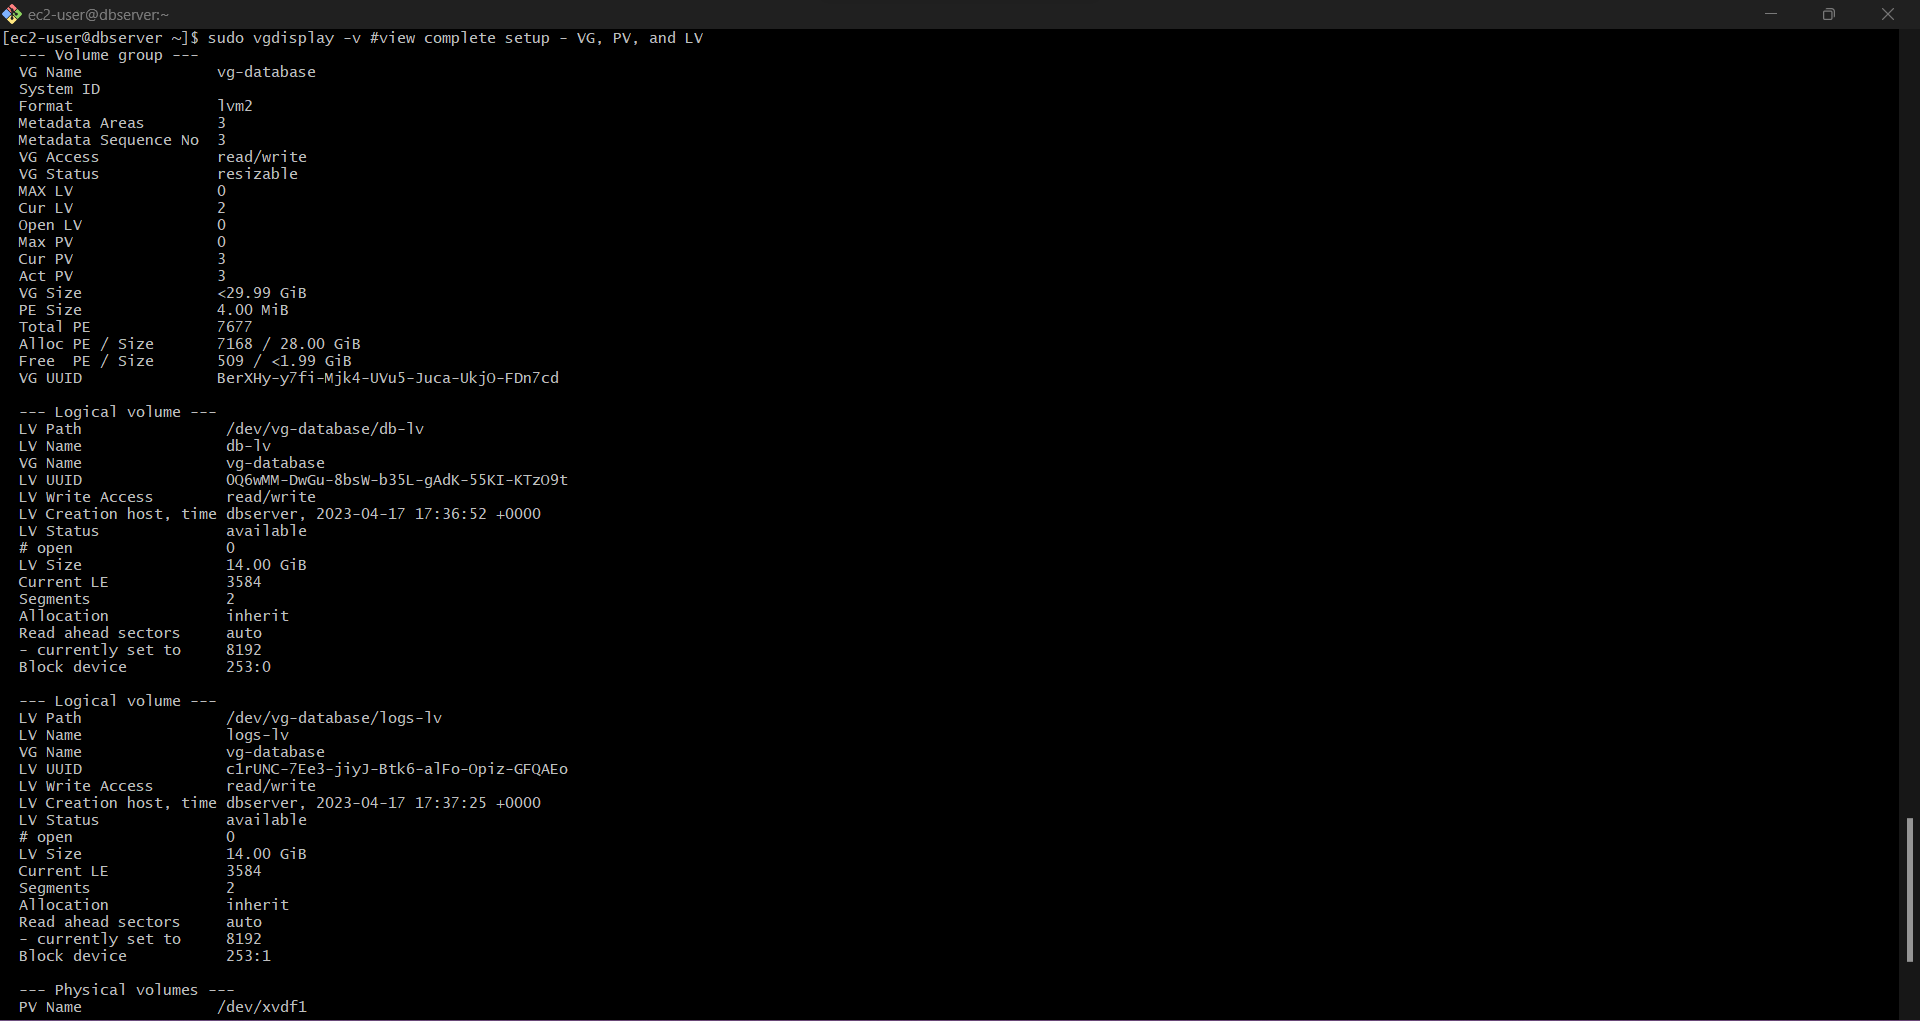 ec2-user@dbserver:~
[ec2-user@dbserver ~]$ sudo vgdisplay -v #view complete setup - VG, PV, and LV
  --- Volume group ---
  VG Name               vg-database
  System ID
  Format                lvm2
  Metadata Areas        3
  Metadata Sequence No  3
  VG Access             read/write
  VG Status             resizable
  MAX LV                0
  Cur LV                2
  Open LV               0
  Max PV                0
  Cur PV                3
  Act PV                3
  VG Size               <29.99 GiB
  PE Size               4.00 MiB
  Total PE              7677
  Alloc PE / Size       7168 / 28.00 GiB
  Free  PE / Size       509 / <1.99 GiB
  VG UUID               BerXHy-y7fi-Mjk4-UVu5-Juca-UkjO-FDn7cd

  --- Logical volume ---
  LV Path                /dev/vg-database/db-lv
  LV Name                db-lv
  VG Name                vg-database
  LV UUID                OQ6wMM-DwGu-8bsW-b35L-gAdK-55KI-KTzO9t
  LV Write Access        read/write
  LV Creation host, time dbserver, 2023-04-17 17:36:52 +0000
  LV Status              available
  # open                 0
  LV Size                14.00 GiB
  Current LE             3584
  Segments               2
  Allocation             inherit
  Read ahead sectors     auto
  - currently set to     8192
  Block device           253:0

  --- Logical volume ---
  LV Path                /dev/vg-database/logs-lv
  LV Name                logs-lv
  VG Name                vg-database
  LV UUID                c1rUNC-7Ee3-jiyJ-Btk6-alFo-Opiz-GFQAEo
  LV Write Access        read/write
  LV Creation host, time dbserver, 2023-04-17 17:37:25 +0000
  LV Status              available
  # open                 0
  LV Size                14.00 GiB
  Current LE             3584
  Segments               2
  Allocation             inherit
  Read ahead sectors     auto
  - currently set to     8192
  Block device           253:1

  --- Physical volumes ---
  PV Name               /dev/xvdf1